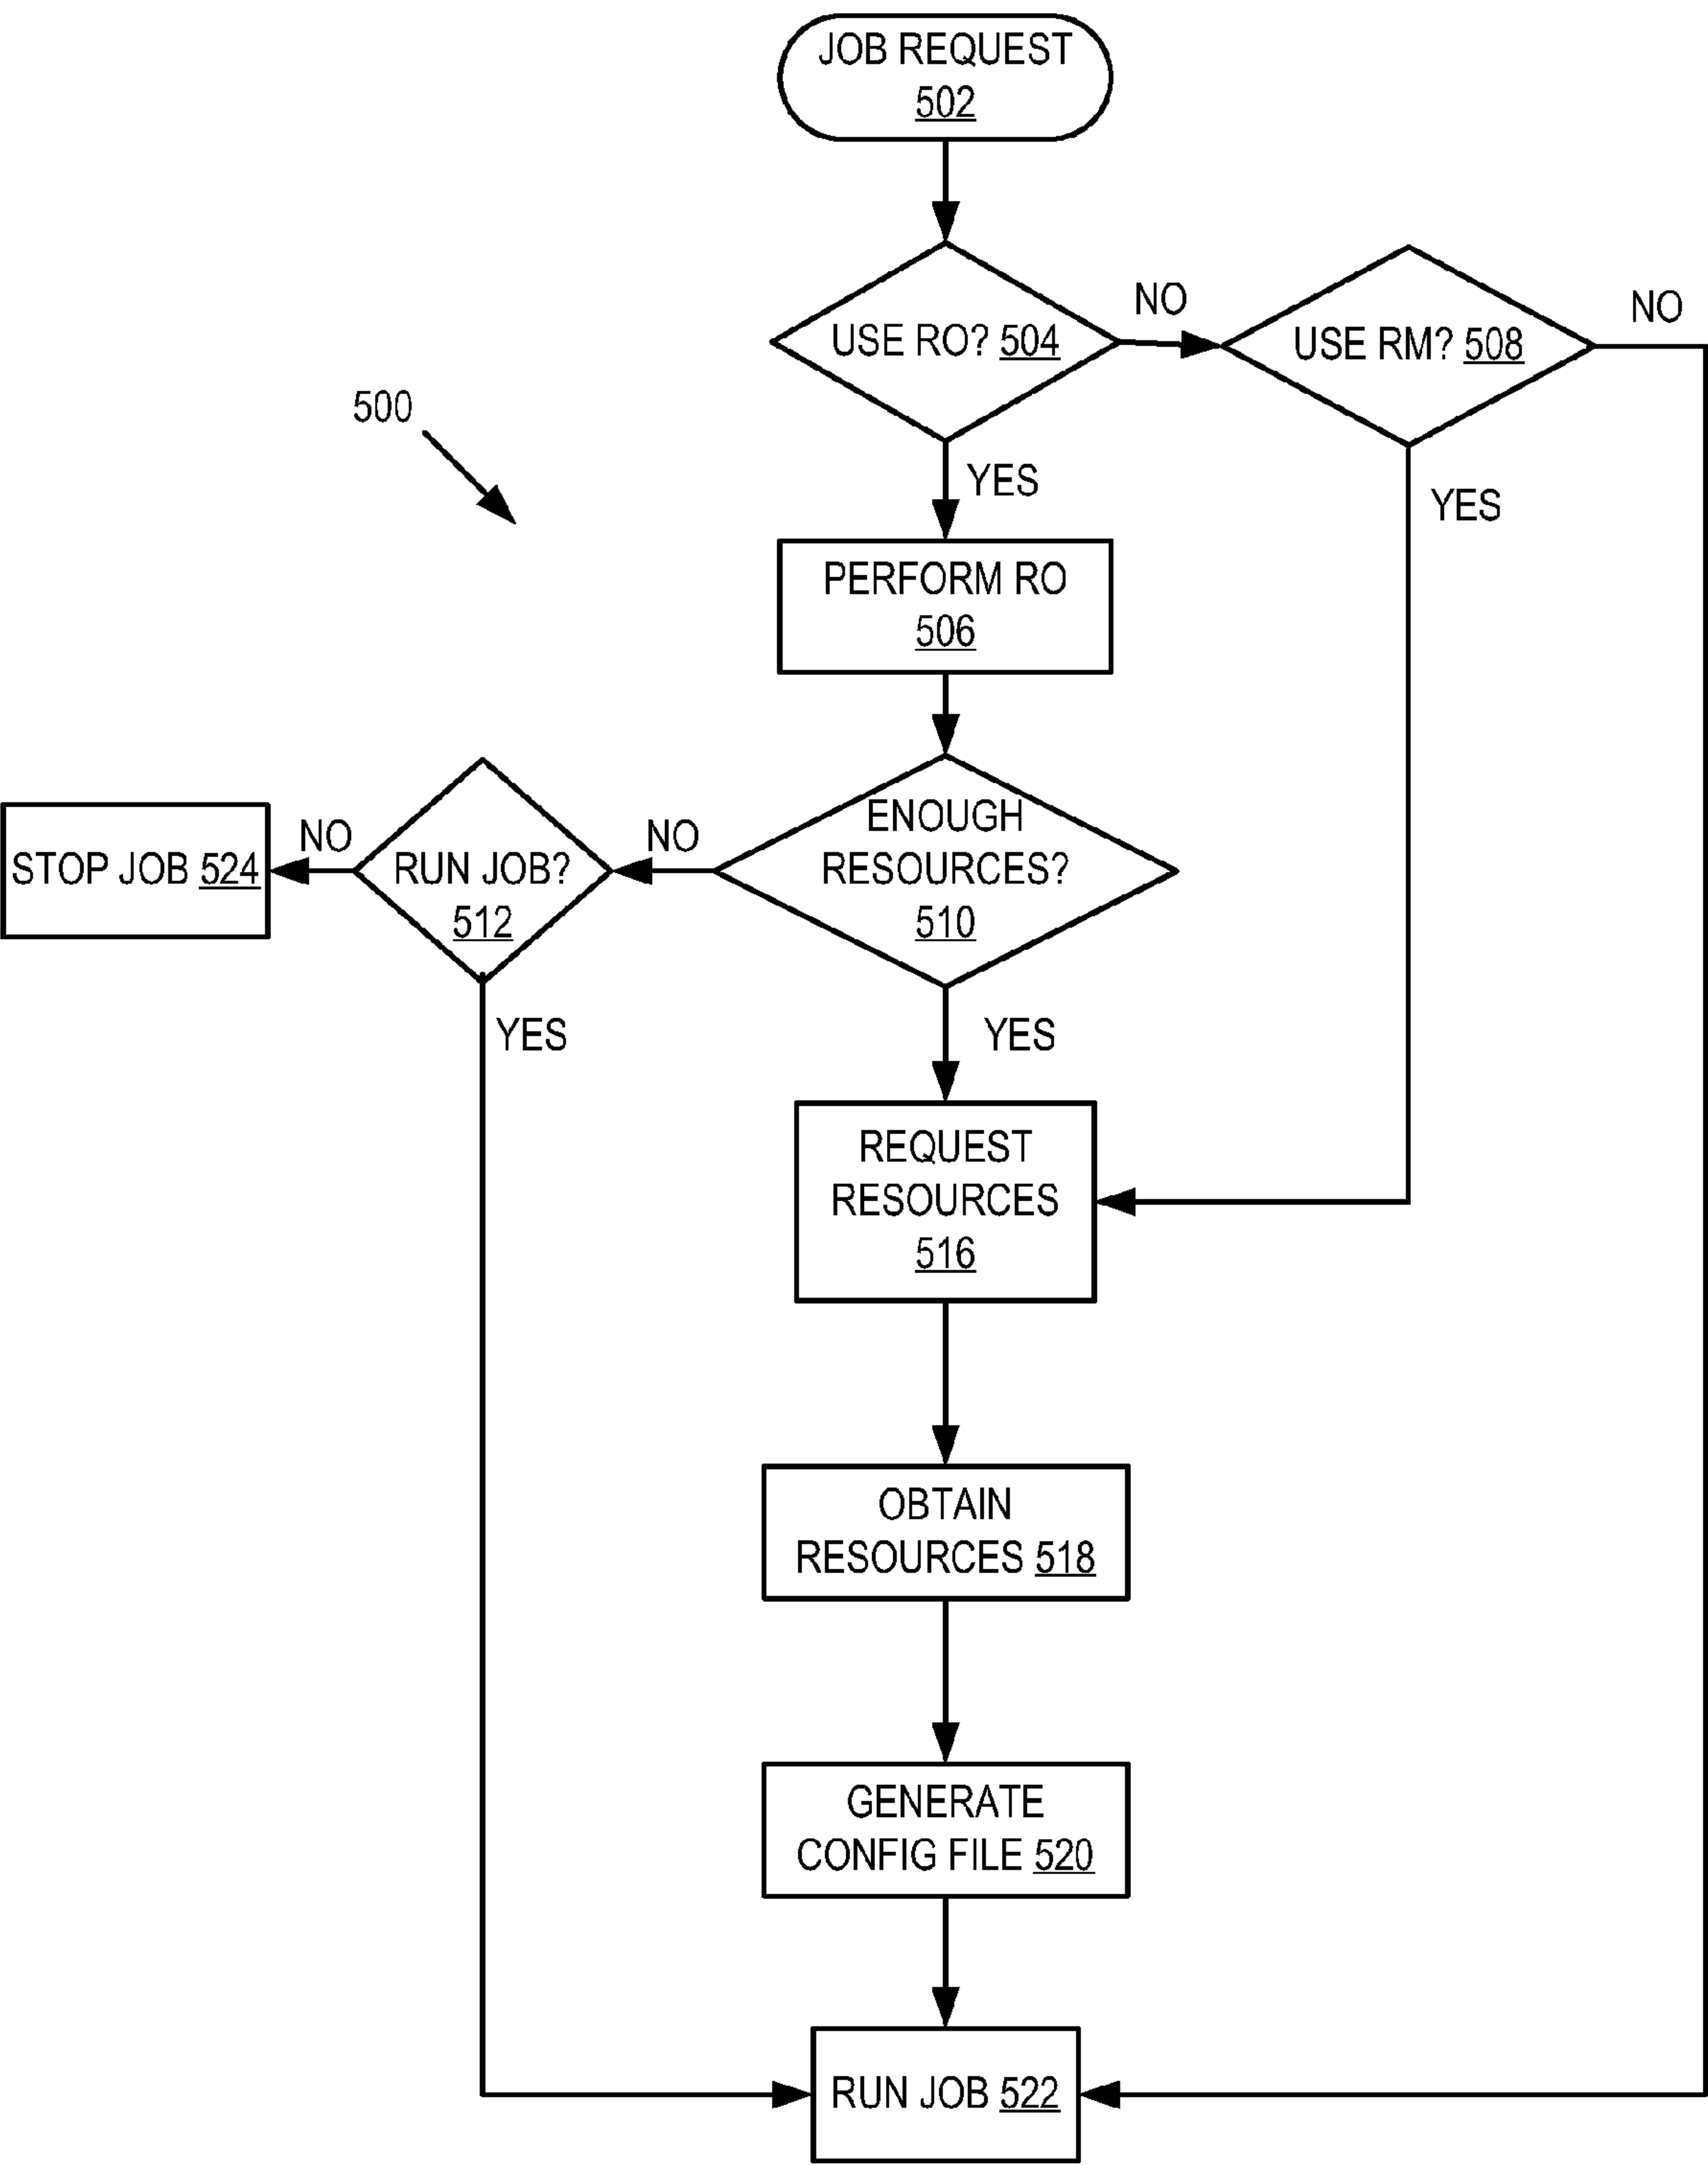 JOB REQUEST
502
NO
NO
USE RO? 504
USE RM? 508
500
YES
YES
PERFORM RO
506
ENOUGH
RESOURCES?
510
NO
NO
STOP JOB 524
RUN JOB?
512
YES
YES
REQUEST
RESOURCES
516
OBTAIN
RESOURCES 518
GENERATE
CONFIG FILE 520
RUN JOB 522